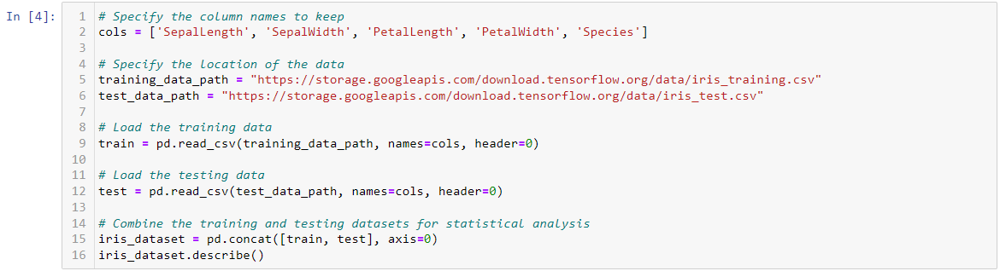 In [4]:
1 # Specify the column names to keep
2 cols = ['SepalLength', 'SepalWidth', 'PetalLength', 'PetalWidth', 'Species']
3
4 # Specify the location of the data
5 training_data_path = "https://storage.googleapis.com/download.tensorflow.org/data/iris_training.csv"
6 test_data_path = "https://storage.googleapis.com/download.tensorflow.org/data/iris_test.csv"
7
8 # Load the training data
9 train = pd.read_csv(training_data_path, names=cols, header=0)
10
11 # Load the testing data
12 test = pd.read_csv(test_data_path, names=cols, header=0)
13
14 # Combine the training and testing datasets for statistical analysis
15 iris_dataset = pd.concat([train, test], axis=0)
16 iris_dataset.describe()